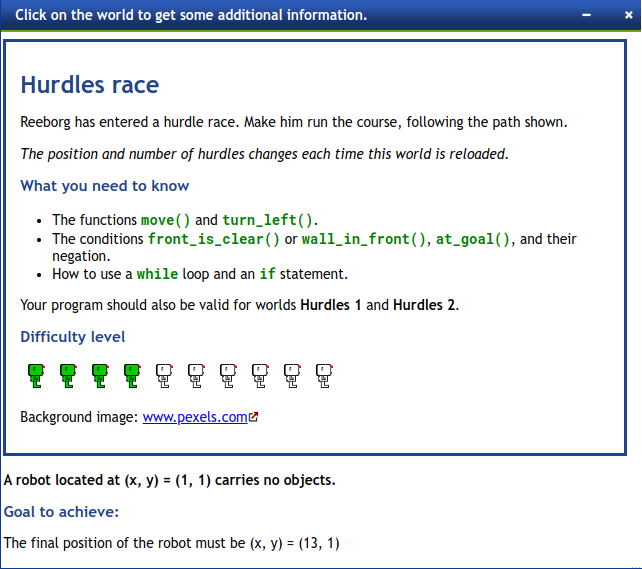 Click on the world to get some additional information.
Hurdles race
Reeborg has entered a hurdle race. Make him run the course, following the path shown.
The position and number of hurdles changes each time this world is reloaded.
What you need to know
• The functions move() and turn_left().
• The conditions front_is_clear() or wall_in_front(), at_goal(), and their
negation.
• How to use a while loop and an if statement.
Your program should also be valid for worlds Hurdles 1 and Hurdles 2.
Difficulty level
Background image: www.pexels.com
A robot located at (x, y) = (1, 1) carries no objects.
Goal to achieve:
The final position of the robot must be (x, y) = (13, 1)